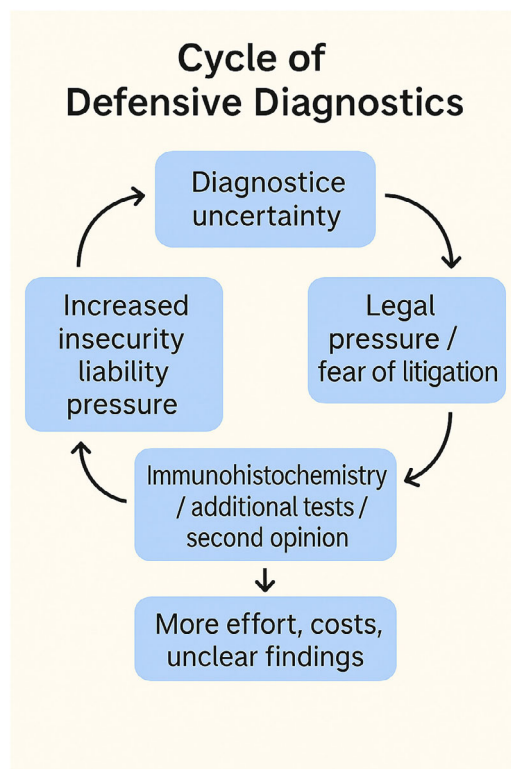 Cycle of
Defensive Diagnostics
Diagnostice
uncertainty
Legal
pressure /
fear of litigation
Increased
insecurity
liability
pressure
Immunohistochemistry
/ additional tests /
second opinion
More effort, costs,
unclear findings